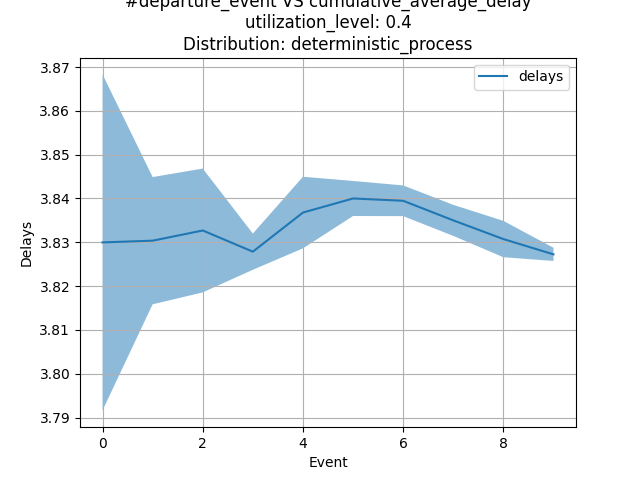 #departure_event VS cumulative_average_delay
utilization_level: 0.4
Distribution: deterministic_process
delays
3.87
3.86
3.85
3.84
3.83
3.82
3.81
3.80
3.79
Delays
0 2 4 6 8
Event